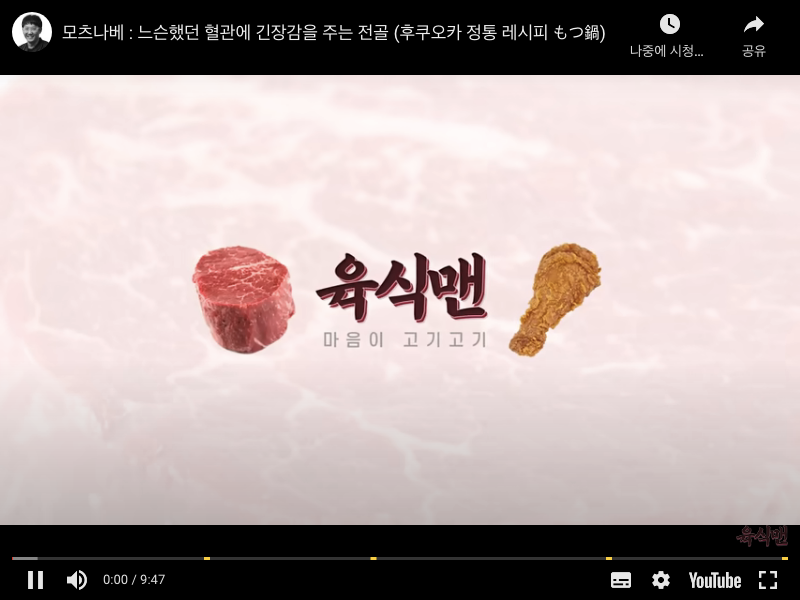 모츠나베 : 느슨했던 혈관에 긴장감을 주는 전골 (후쿠오카 정통 레시피 もつ鍋)
나중에 시청...
공유
육식맨
마음이 고기고기
육식맨
0:00 / 9:47
YouTube